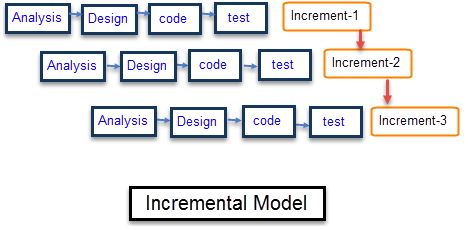 Analysis Design code test Increment-1
Analysis Design code test Increment-2
Analysis Design code test Increment-3
Incremental Model